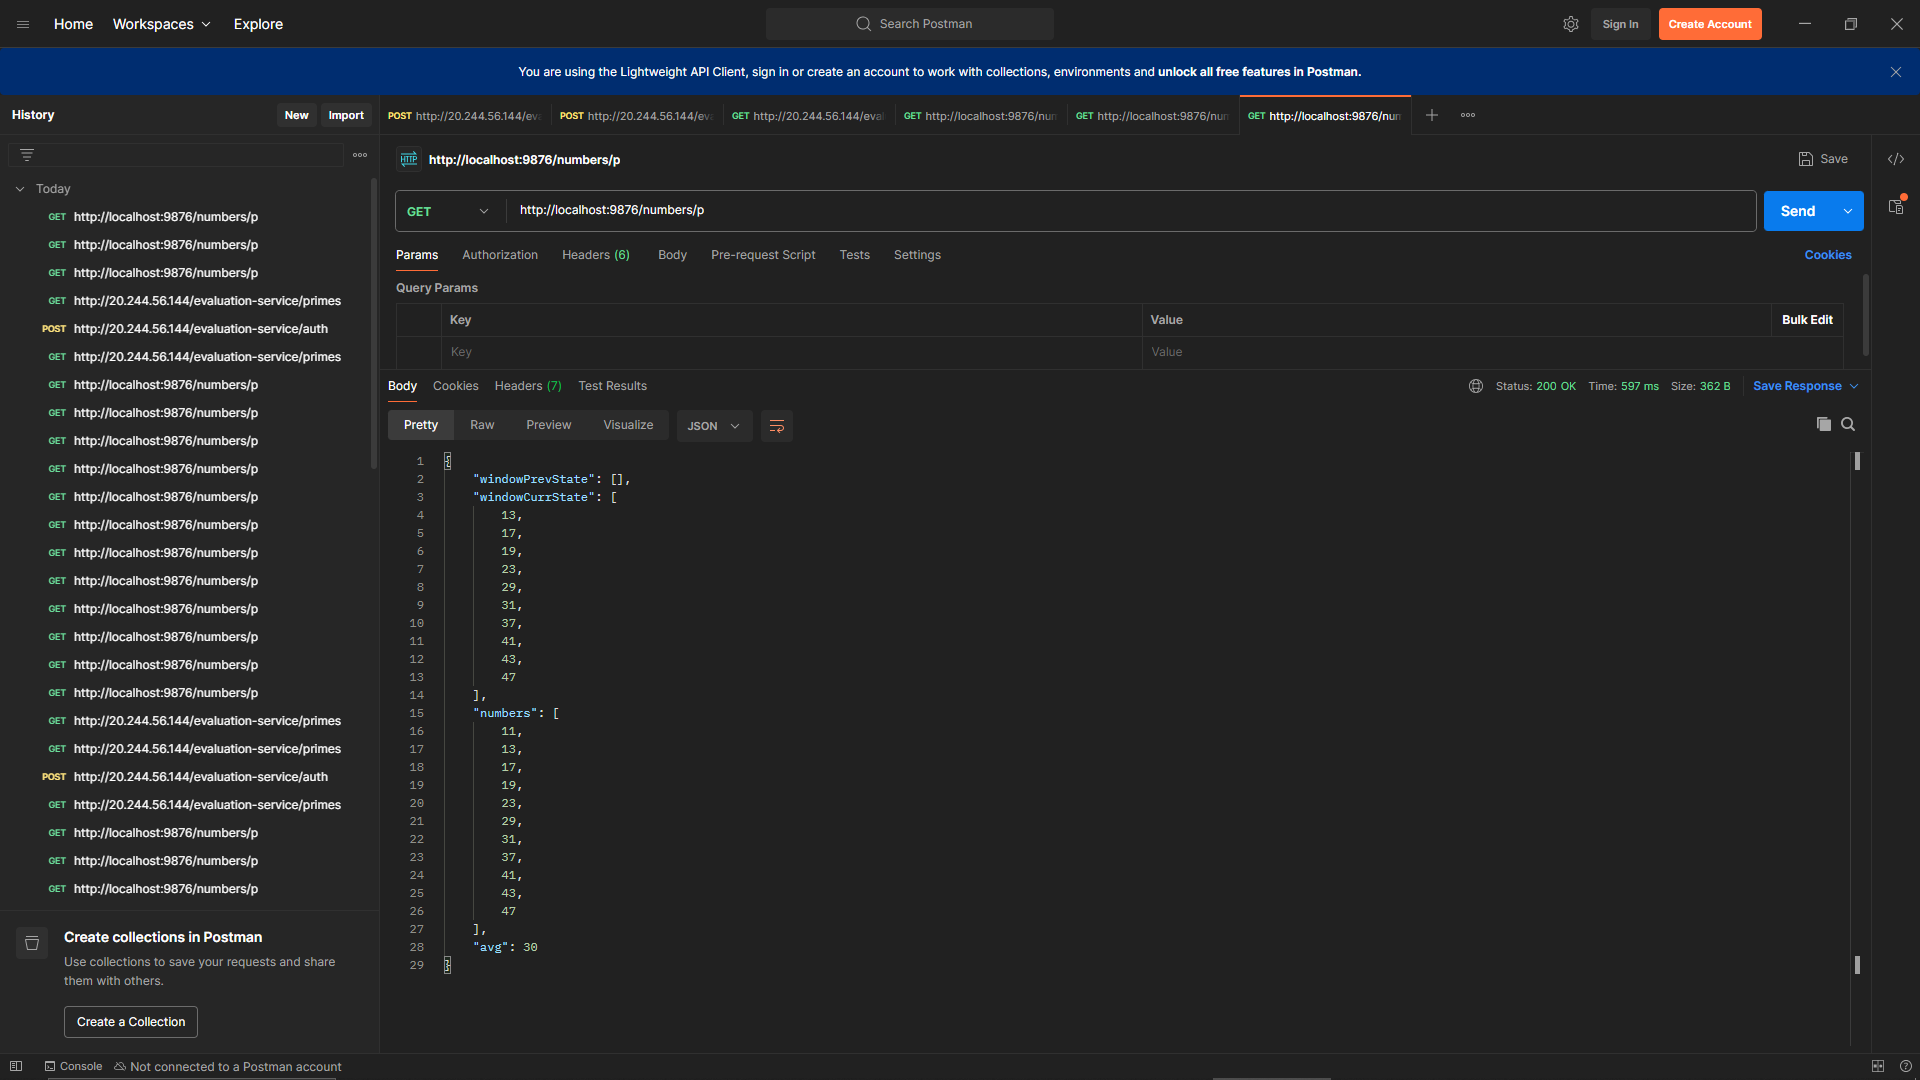 Home Workspaces Explore Search Postman Sign In Create Account
You are using the Lightweight API Client, sign in or create an account to work with collections, environments and unlock all free features in Postman.
History New Import
POST http://20.244.56.144/ev POST http://20.244.56.144/ev GET http://20.244.56.144/eval GET http://localhost:9876/nun GET http://localhost:9876/nun GET http://localhost:9876/num
Today
GET http://localhost:9876/numbers/p
GET http://localhost:9876/numbers/p
GET http://localhost:9876/numbers/p
GET http://20.244.56.144/evaluation-service/primes
POST http://20.244.56.144/evaluation-service/auth
GET http://20.244.56.144/evaluation-service/primes
GET http://localhost:9876/numbers/p
GET http://localhost:9876/numbers/p
GET http://localhost:9876/numbers/p
GET http://localhost:9876/numbers/p
GET http://localhost:9876/numbers/p
GET http://localhost:9876/numbers/p
GET http://localhost:9876/numbers/p
GET http://localhost:9876/numbers/p
GET http://localhost:9876/numbers/p
GET http://localhost:9876/numbers/p
GET http://localhost:9876/numbers/p
GET http://localhost:9876/numbers/p
GET http://20.244.56.144/evaluation-service/primes
GET http://20.244.56.144/evaluation-service/primes
POST http://20.244.56.144/evaluation-service/auth
GET http://20.244.56.144/evaluation-service/primes
GET http://localhost:9876/numbers/p
GET http://localhost:9876/numbers/p
GET http://localhost:9876/numbers/p
Create collections in Postman
Use collections to save your requests and share
them with others.
Create a Collection
HTTP http://localhost:9876/numbers/p Save
GET http://localhost:9876/numbers/p Send
Params Authorization Headers (6) Body Pre-request Script Tests Settings Cookies
Query Params
Key Value Bulk Edit
Key Value
Body Cookies Headers (7) Test Results Status: 200 OK Time: 597 ms Size: 362 B Save Response
Pretty Raw Preview Visualize JSON
1 {
2 "windowPrevState": [],
3 "windowCurrState": [
4 13,
5 17,
6 19,
7 23,
8 29,
9 31,
10 37,
11 41,
12 43,
13 47
14 ],
15 "numbers": [
16 11,
17 13,
18 17,
19 19,
20 23,
21 29,
22 31,
23 37,
24 41,
25 43,
26 47
27 ],
28 "avg": 30
29 }
Console Not connected to a Postman account